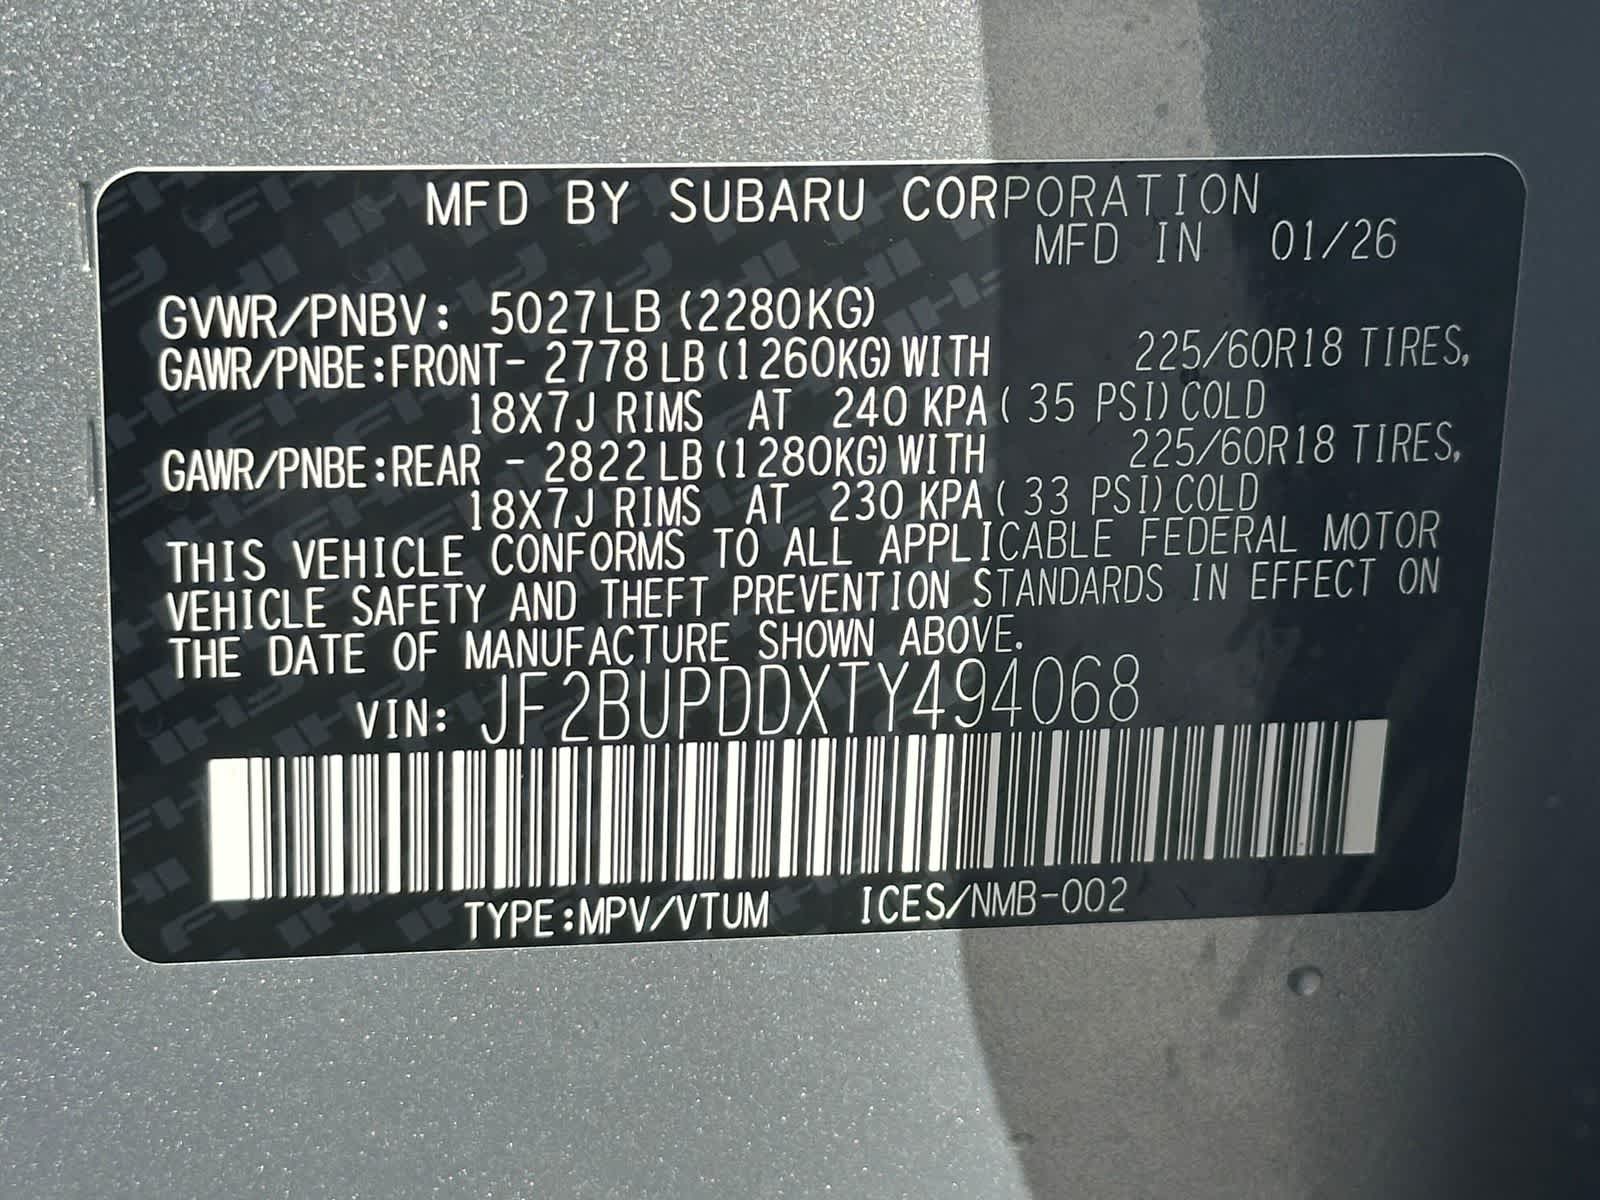 MFD BY SUBARU CORPORATION
MFD IN 01/26
GVWR/PNBV: 5027LB (2280KG)
GAWR/PNBE:FRONT- 2778 LB (1260KG) WITH 225/60R18 TIRES,
18X7J RIMS AT 240 KPA ( 35 PSI) COLD
GAWR/PNBE:REAR - 2822 LB (1280KG) WITH 225/60R18 TIRES,
18X7J RIMS AT 230 KPA ( 33 PSI) COLD
THIS VEHICLE CONFORMS TO ALL APPLICABLE FEDERAL MOTOR
VEHICLE SAFETY AND THEFT PREVENTION STANDARDS IN EFFECT ON
THE DATE OF MANUFACTURE SHOWN ABOVE.
VIN: JF2BUPDDXTY494068
TYPE:MPV/VTUM ICES/NMB-002